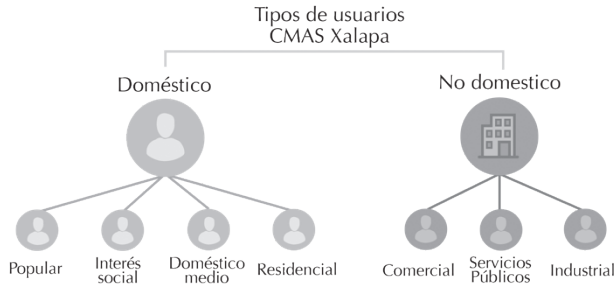 Tipos de usuarios
CMAS Xalapa
Doméstico
No domestico
Popular
Interés
social
Doméstico
medio
Residencial
Comercial
Servicios
Públicos
Industrial